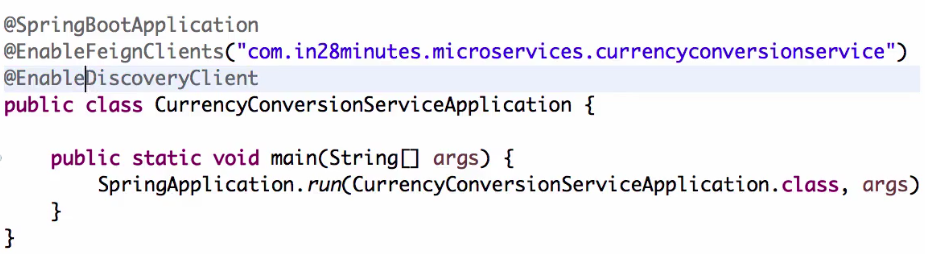 @SpringBootApplication
@EnableFeignClients("com.in28minutes.microservices.currencyconversionservice")
@EnableDiscoveryClient
public class CurrencyConversionServiceApplication {
public static void main(String[] args) {
SpringApplication.run(CurrencyConversionServiceApplication.class, args)
}
}